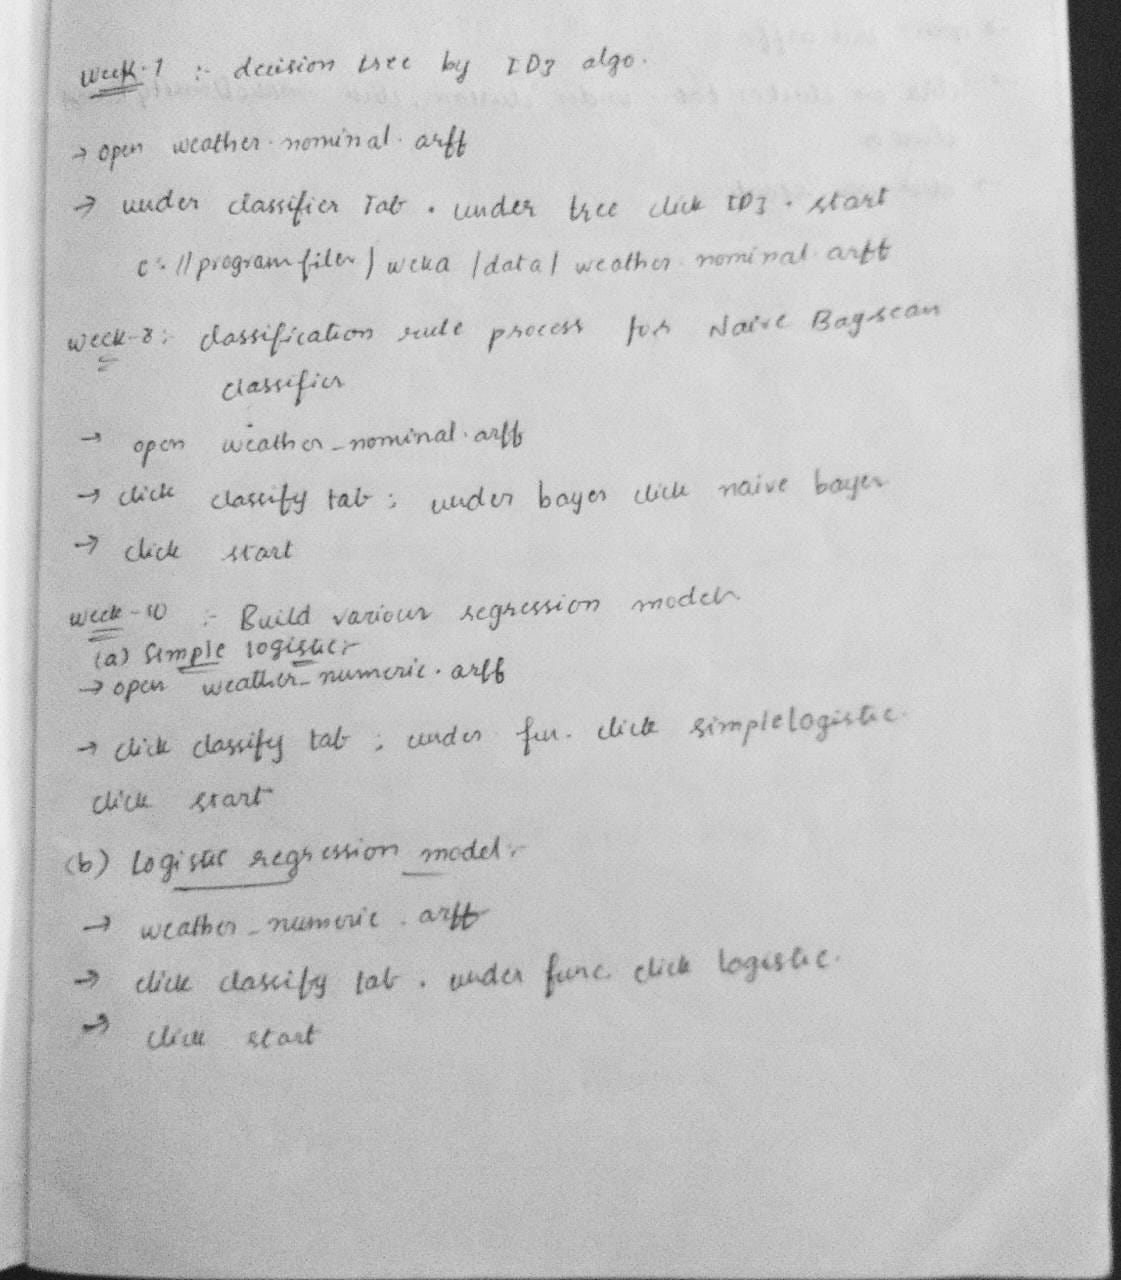 Week-7 :- decision tree by ID3 algo.
→ open weather.nominal.arff
→ under classifier Tab. under tree click ID3. start
c://program files/weka/data/weather.nominal.arff
Week-8:- classification rule process for Naive Bayesean
classifier
→ open weather_nominal.arff
→ click classify tab; under bayes click naive bayes
→ click start
week-10 :- Build various regression models
(a) simple logistic:-
→ open weather_numeric.arff
→ click classify tab; under fun. click simplelogistic.
click start
(b) Logistic regression model:-
→ weather_numeric.arff
→ click classify tab. under func. click logistic.
→ click start